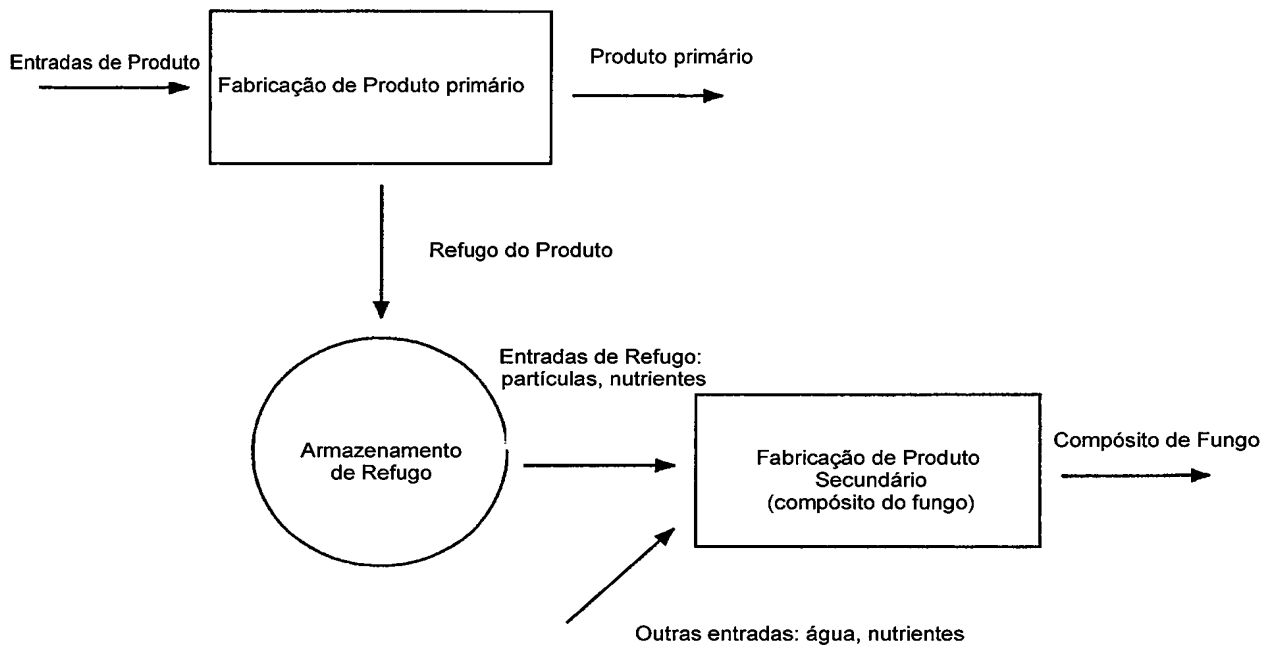 Entradas de Produto
Fabricação de Produto primário
Produto primário
Refugo do Produto
Entradas de Refugo:
partículas, nutrientes
Armazenamento
de Refugo
Fabricação de Produto
Secundário
(compósito do fungo)
Compósito de Fungo
Outras entradas: água, nutrientes